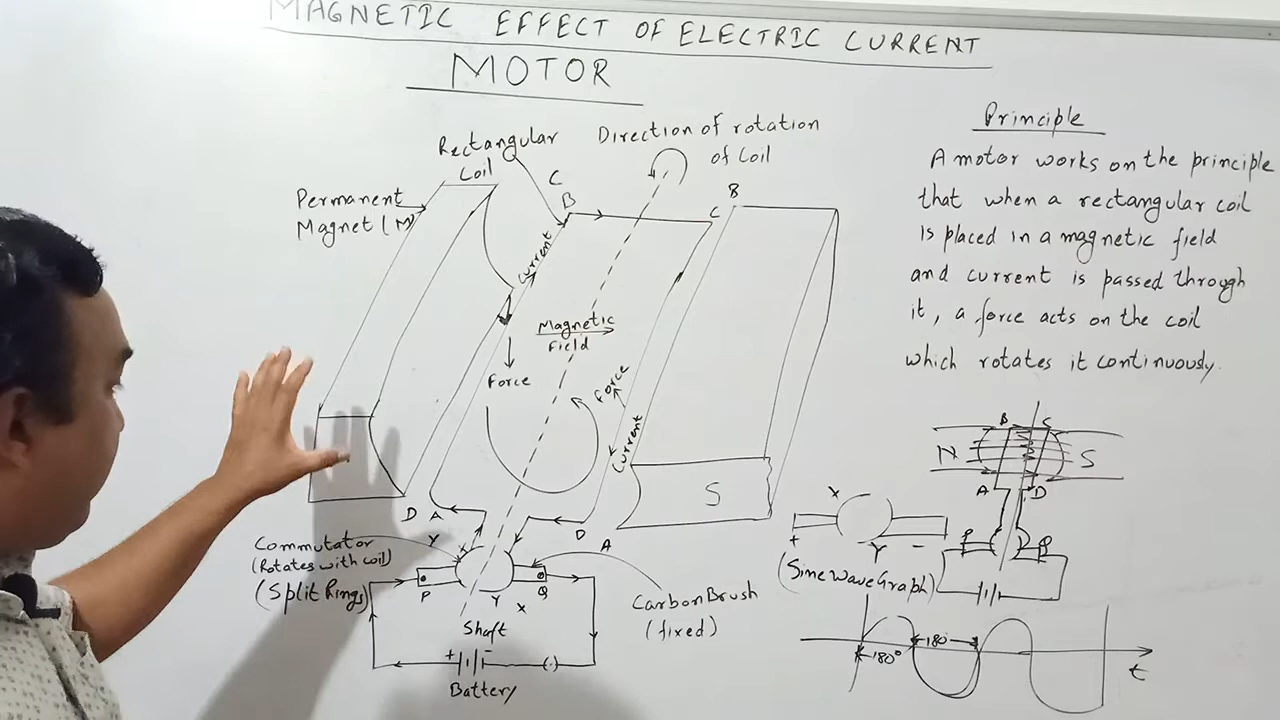 MAGNETIC EFFECT OF ELECTRIC CURRENT
MOTOR
Rectangular
Coil
Direction of rotation
of Coil
Permanent
Magnet (M)
C
B
C
B
Current
Magnetic
Field
Force
Force
Current
S
D A
D
A
Y
X
Commutator
(Rotates with coil)
(Split Rings)
P
Y
Q
X
Carbon Brush
(fixed)
Shaft
+ -
(·)
Battery
Principle
A motor works on the principle
that when a rectangular coil
is placed in a magnetic field
and current is passed through
it, a force acts on the coil
which rotates it continuously.
B C
N S
A D
X
Y
+ -
P
(Sine Wave Graph)
180°
180°
t